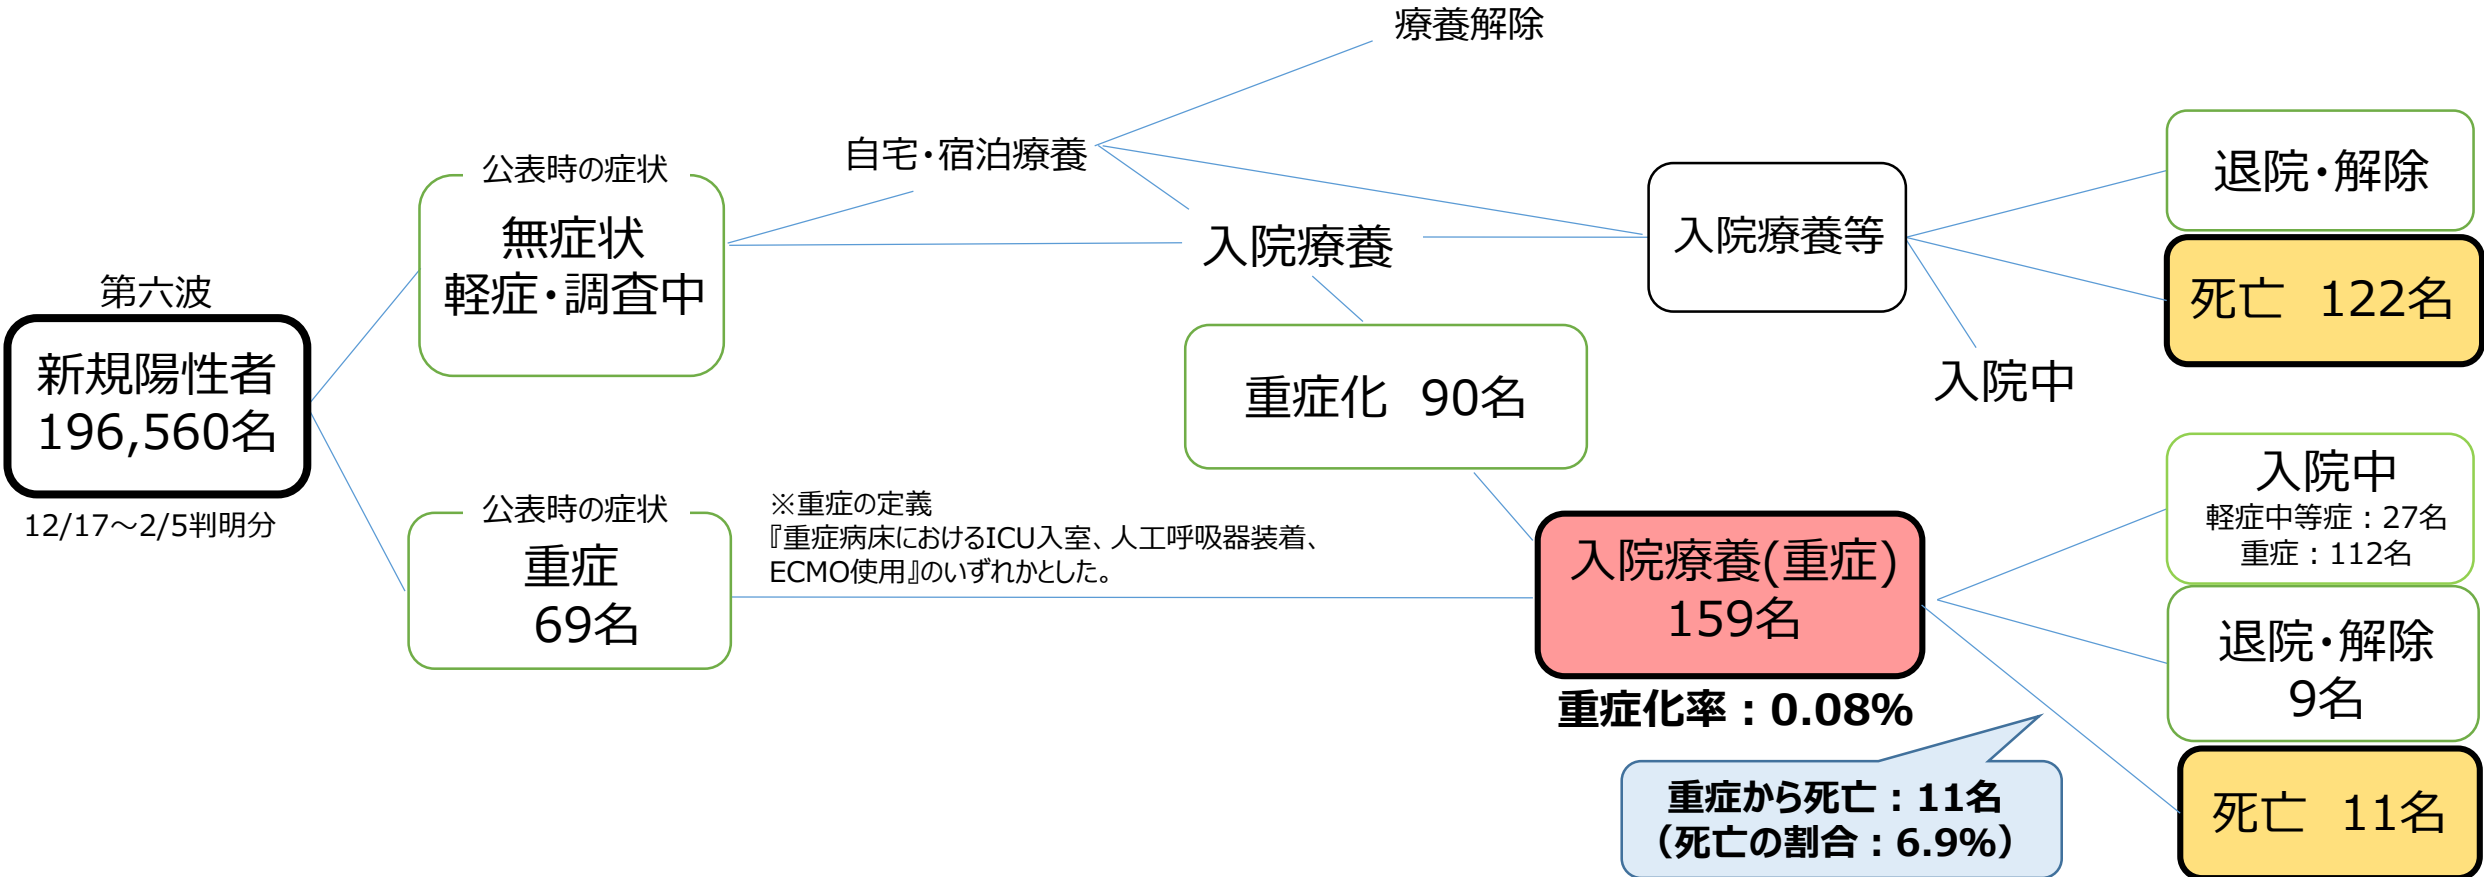 療養解除
自宅・宿泊療養
公表時の症状
無症状
軽症・調査中
入院療養
入院療養等
退院・解除
死亡　122名
入院中
第六波
新規陽性者
196,560名
12/17～2/5判明分
重症化　90名
公表時の症状
重症
69名
※重症の定義
『重症病床におけるICU入室、人工呼吸器装着、
ECMO使用』のいずれかとした。
入院療養(重症)
159名
重症化率：0.08%
入院中
軽症中等症：27名
重症：112名
退院・解除
9名
重症から死亡：11名
（死亡の割合：6.9%）
死亡　11名